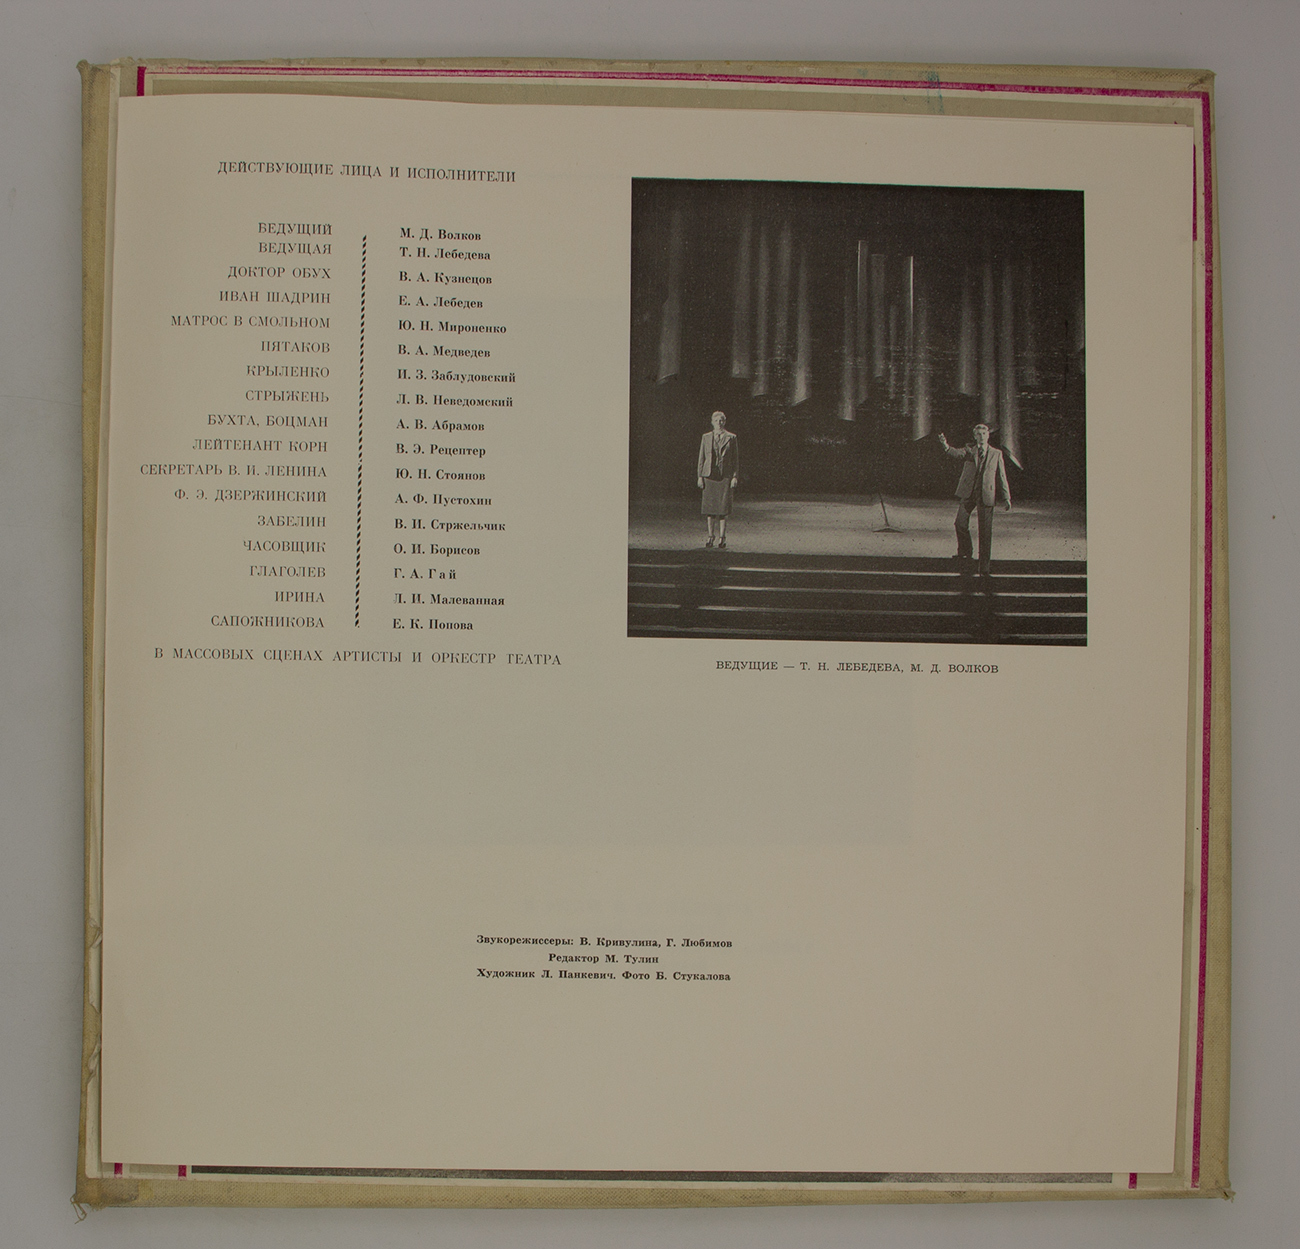 ДЕЙСТВУЮЩИЕ ЛИЦА И ИСПОЛНИТЕЛИ
ВЕДУЩИЙ М. Д. Волков
ВЕДУЩАЯ Т. Н. Лебедева
ДОКТОР ОБУХ В. А. Кузнецов
ИВАН ШАДРИН Е. А. Лебедев
МАТРОС В СМОЛЬНОМ Ю. Н. Мироненко
ПЯТАКОВ В. А. Медведев
КРЫЛЕНКО И. З. Заблудовский
СТРЫЖЕНЬ Л. В. Неведомский
БУХТА, БОЦМАН А. В. Абрамов
ЛЕЙТЕНАНТ КОРН В. Э. Рецептер
СЕКРЕТАРЬ В. И. ЛЕНИНА Ю. Н. Стоянов
Ф. Э. ДЗЕРЖИНСКИЙ А. Ф. Пустохин
ЗАБЕЛИН В. И. Стржельчик
ЧАСОВЩИК О. И. Борисов
ГЛАГОЛЕВ Г. А. Гай
ИРИНА Л. И. Малеванная
САПОЖНИКОВА Е. К. Попова
В МАССОВЫХ СЦЕНАХ АРТИСТЫ И ОРКЕСТР ТЕАТРА
ВЕДУЩИЕ — Т. Н. ЛЕБЕДЕВА, М. Д. ВОЛКОВ
Звукорежиссеры: В. Кривулина, Г. Любимов
Редактор М. Тулин
Художник Л. Панкевич. Фото Б. Стукалова